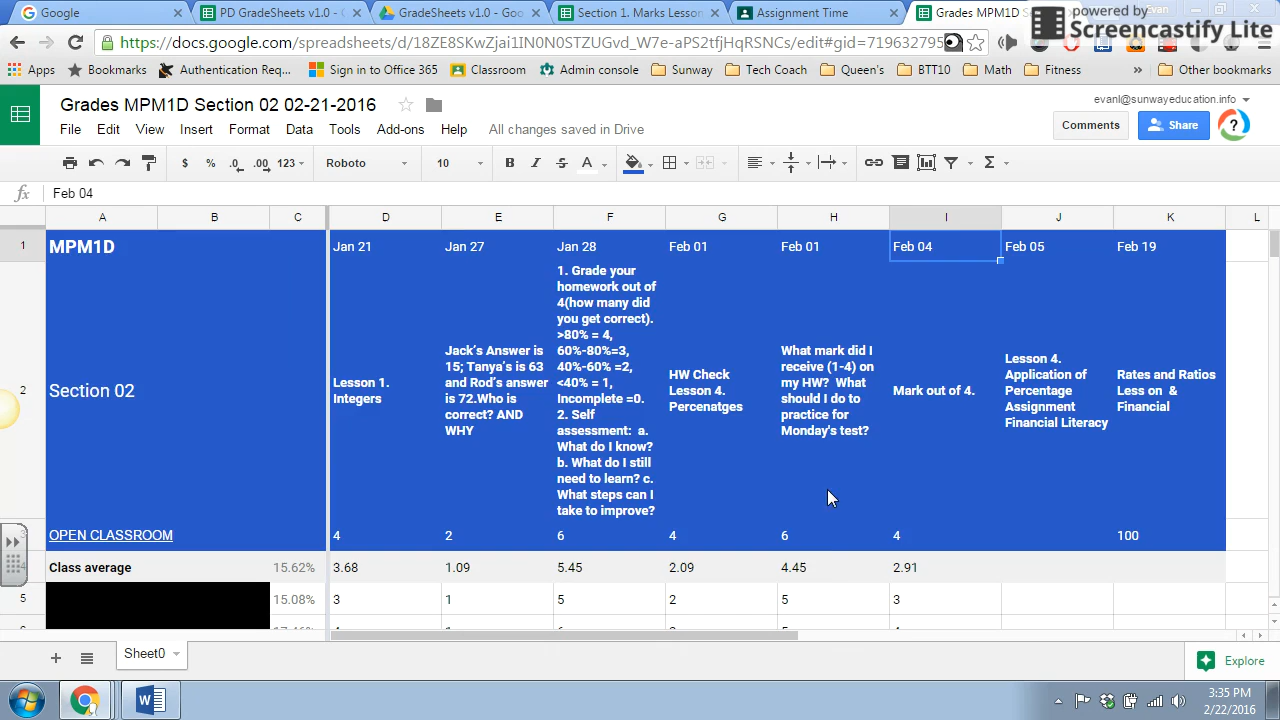 Google
PD GradeSheets v1.0 -
GradeSheets v1.0 - Goo
Section 1. Marks Lesson
Assignment Time
Grades MPM1D S
Evan
powered by
Screencastify Lite
Apps
Bookmarks
Authentication Req...
Sign in to Office 365
Classroom
Admin console
Sunway
Tech Coach
Queen's
BTT10
Math
Fitness
»
Other bookmarks
Grades MPM1D Section 02 02-21-2016
evanl@sunwayeducation.info
File Edit View Insert Format Data Tools Add-ons Help All changes saved in Drive
Comments
Share
$ % .0 .00 123 Roboto 10 B I S A Σ
fx Feb 04
A B C D E F G H I J K L
1 MPM1D Jan 21 Jan 27 Jan 28 Feb 01 Feb 01 Feb 04 Feb 05 Feb 19
2 Section 02
Lesson 1.
Integers
Jack's Answer is
15; Tanya's is 63
and Rod's answer
is 72.Who is
correct? AND
WHY
1. Grade your
homework out of
4(how many did
you get correct).
>80% = 4,
60%-80%=3,
40%-60% =2,
<40% = 1,
Incomplete =0.
2. Self
assessment: a.
What do I know?
b. What do I still
need to learn? c.
What steps can I
take to improve?
HW Check
Lesson 4.
Percenatges
What mark did I
receive (1-4) on
my HW? What
should I do to
practice for
Monday's test?
Mark out of 4.
Lesson 4.
Application of
Percentage
Assignment
Financial Literacy
Rates and Ratios
Less on &
Financial
OPEN CLASSROOM 4 2 6 4 6 4 100
Class average 15.62% 3.68 1.09 5.45 2.09 4.45 2.91
5 15.08% 3 1 5 2 5 3
Sheet0
Explore
3:35 PM
2/22/2016